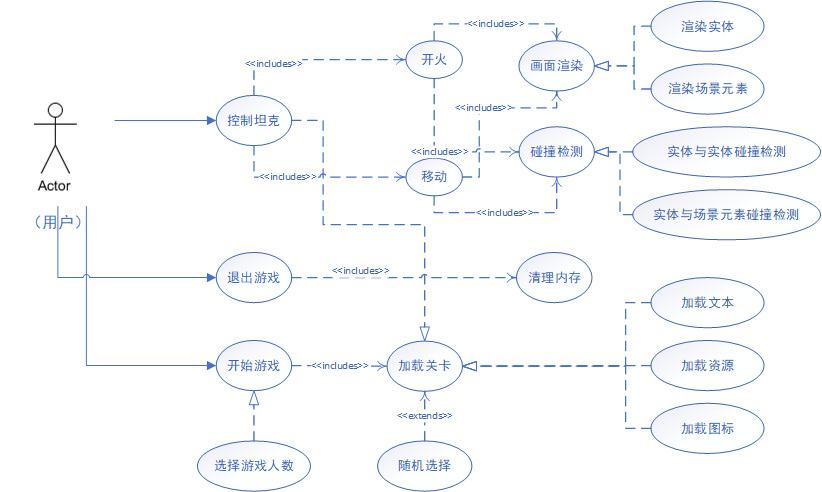 <<includes>>
渲染实体
<<includes>>
开火
画面渲染
渲染场景元素
<<includes>>
控制坦克
<<includes>>
实体与实体碰撞检测
碰撞检测
<<includes>>
移动
Actor
<<includes>>
实体与场景元素碰撞检测
（用户）
退出游戏
<<includes>>
清理内存
加载文本
开始游戏
<<includes>>
加载关卡
加载资源
<<extends>>
加载图标
选择游戏人数
随机选择